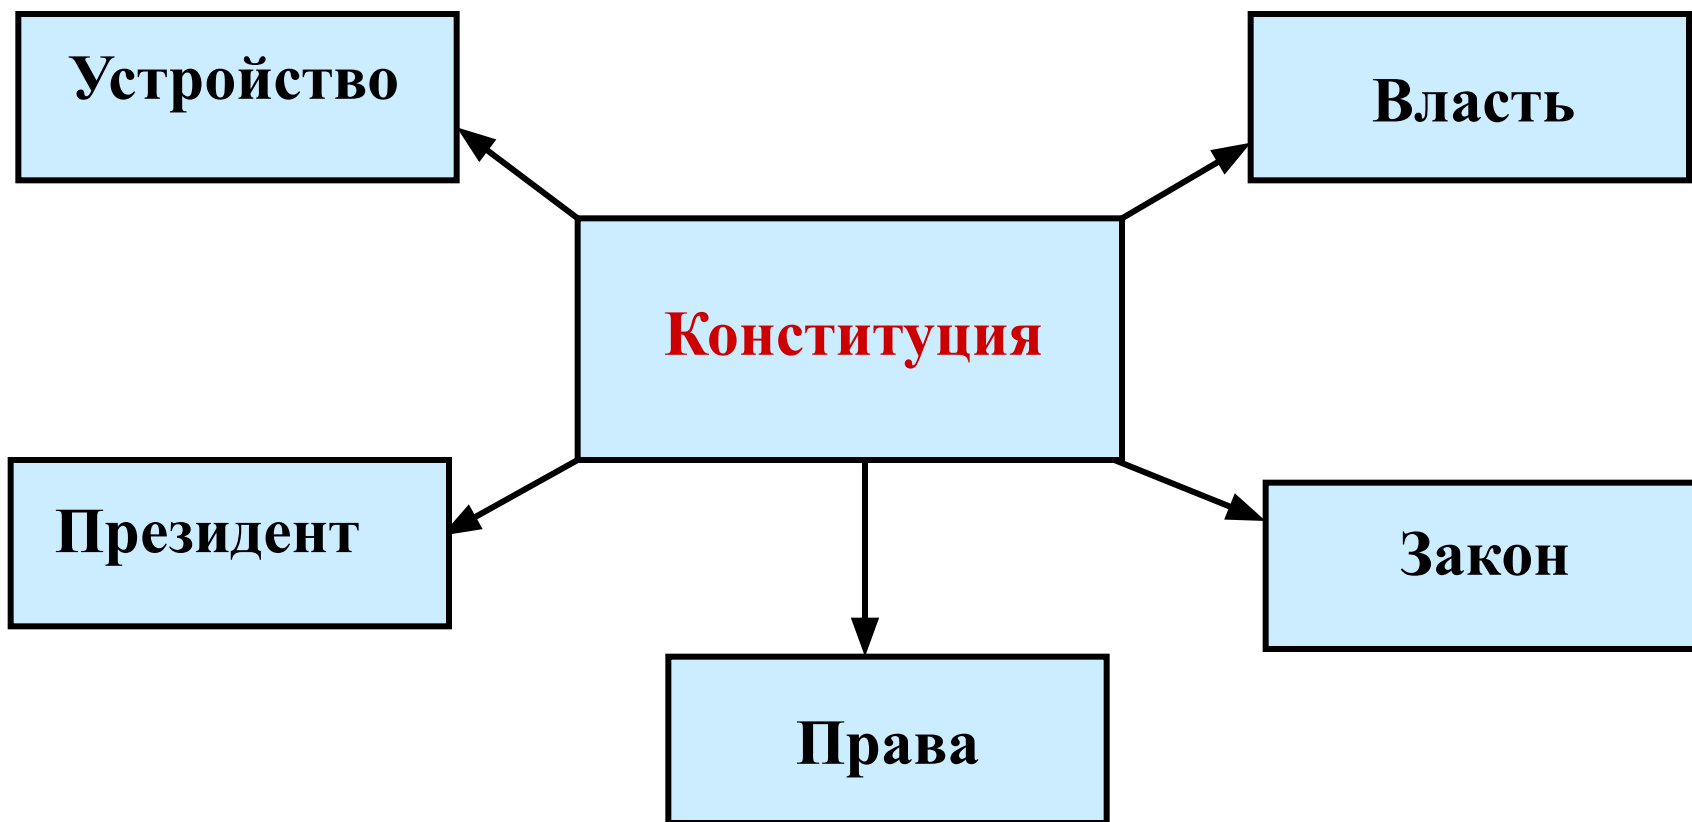 Устройство
Власть
Конституция
Президент
Закон
Права